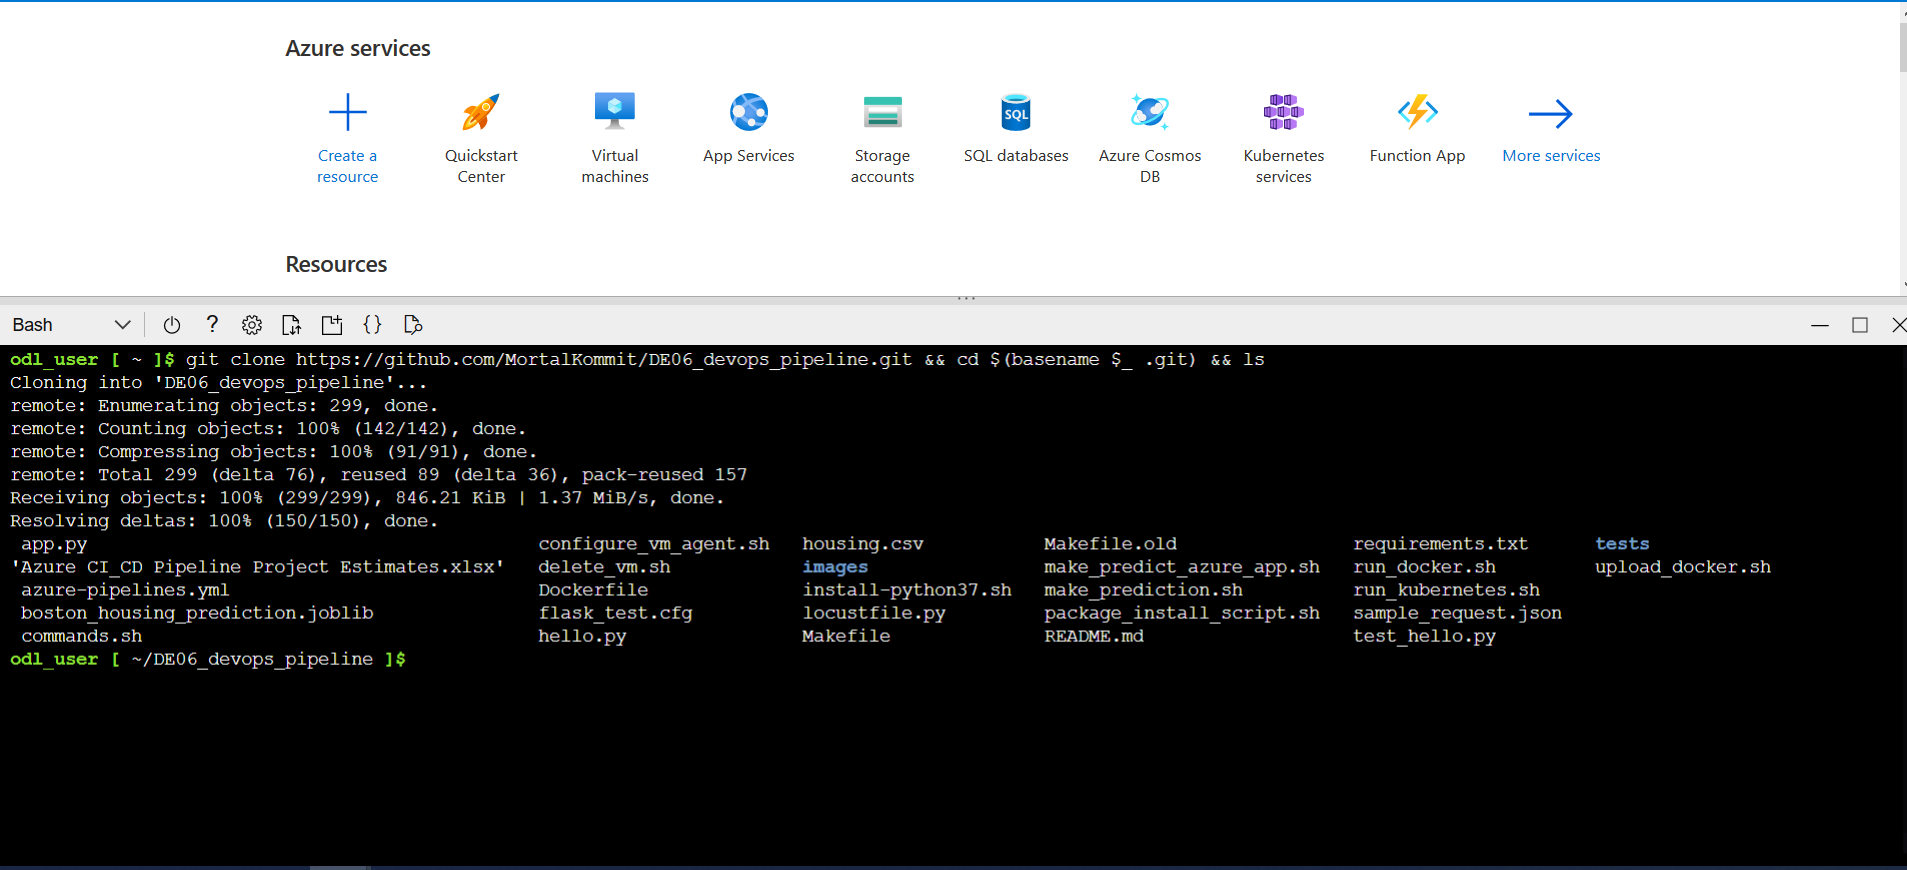 Azure services
Create a resource
Quickstart Center
Virtual machines
App Services
Storage accounts
SQL
SQL databases
Azure Cosmos DB
Kubernetes services
Function App
More services
Resources
Bash
odl_user [ ~ ]$ git clone https://github.com/MortalKommit/DE06_devops_pipeline.git && cd $(basename $_ .git) && ls
Cloning into 'DE06_devops_pipeline'...
remote: Enumerating objects: 299, done.
remote: Counting objects: 100% (142/142), done.
remote: Compressing objects: 100% (91/91), done.
remote: Total 299 (delta 76), reused 89 (delta 36), pack-reused 157
Receiving objects: 100% (299/299), 846.21 KiB | 1.37 MiB/s, done.
Resolving deltas: 100% (150/150), done.
app.py configure_vm_agent.sh housing.csv Makefile.old requirements.txt tests
'Azure CI_CD Pipeline Project Estimates.xlsx' delete_vm.sh images make_predict_azure_app.sh run_docker.sh upload_docker.sh
azure-pipelines.yml Dockerfile install-python37.sh make_prediction.sh run_kubernetes.sh
boston_housing_prediction.joblib flask_test.cfg locustfile.py package_install_script.sh sample_request.json
commands.sh hello.py Makefile README.md test_hello.py
odl_user [ ~/DE06_devops_pipeline ]$